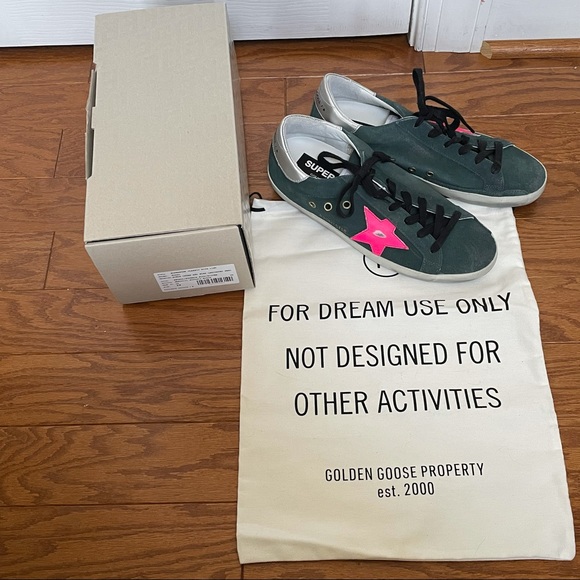 SUPER
FOR DREAM USE ONLY
NOT DESIGNED FOR
OTHER ACTIVITIES
GOLDEN GOOSE PROPERTY
est. 2000